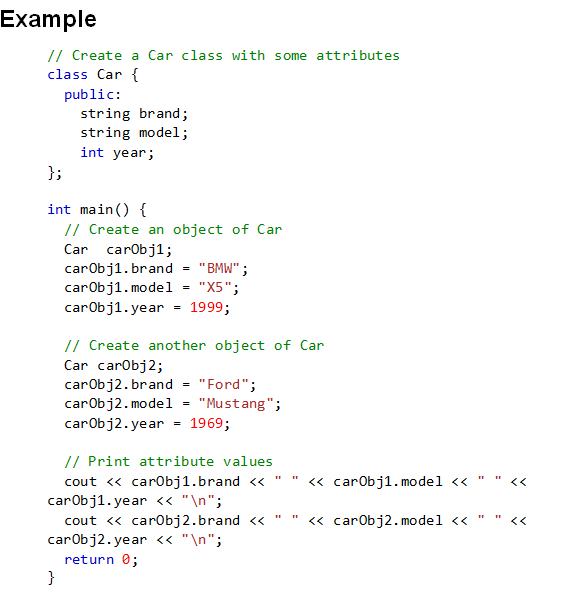 Example
// Create a Car class with some attributes
class Car {
  public:
    string brand;
    string model;
    int year;
};

int main() {
  // Create an object of Car
  Car  carObj1;
  carObj1.brand = "BMW";
  carObj1.model = "X5";
  carObj1.year = 1999;

  // Create another object of Car
  Car carObj2;
  carObj2.brand = "Ford";
  carObj2.model = "Mustang";
  carObj2.year = 1969;

  // Print attribute values
  cout << carObj1.brand << " " << carObj1.model << " " <<
carObj1.year << "\n";
  cout << carObj2.brand << " " << carObj2.model << " " <<
carObj2.year << "\n";
  return 0;
}